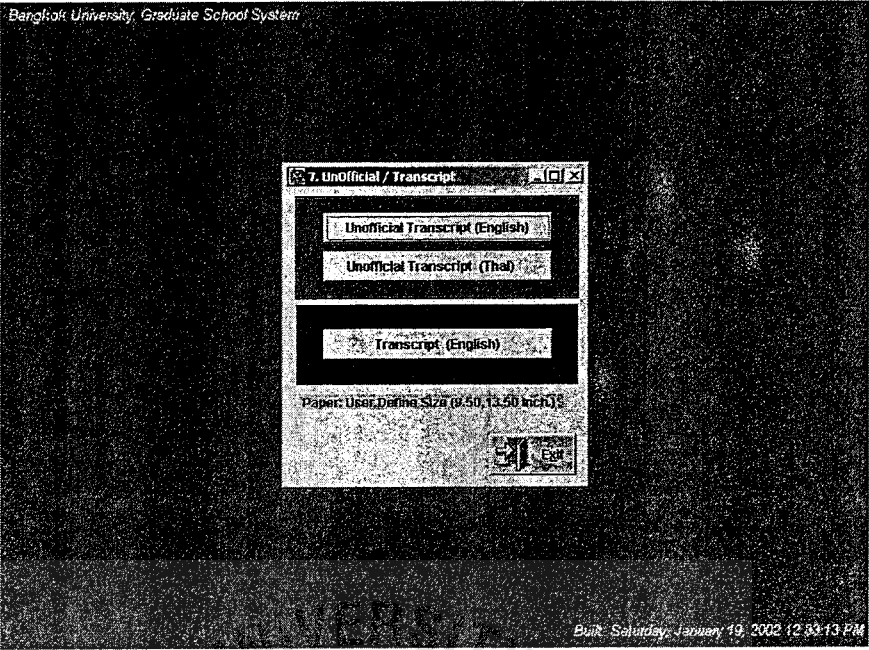 Bangkok University, Graduate School System
7. UnOfficial / Transcript
Unofficial Transcript (English)
Unofficial Transcript (Thai)
Transcript (English)
Paper: User Define Size (9.50,13.50 Inch.)
Exit
Built: Saturday, January 19, 2002 12:33:13 PM